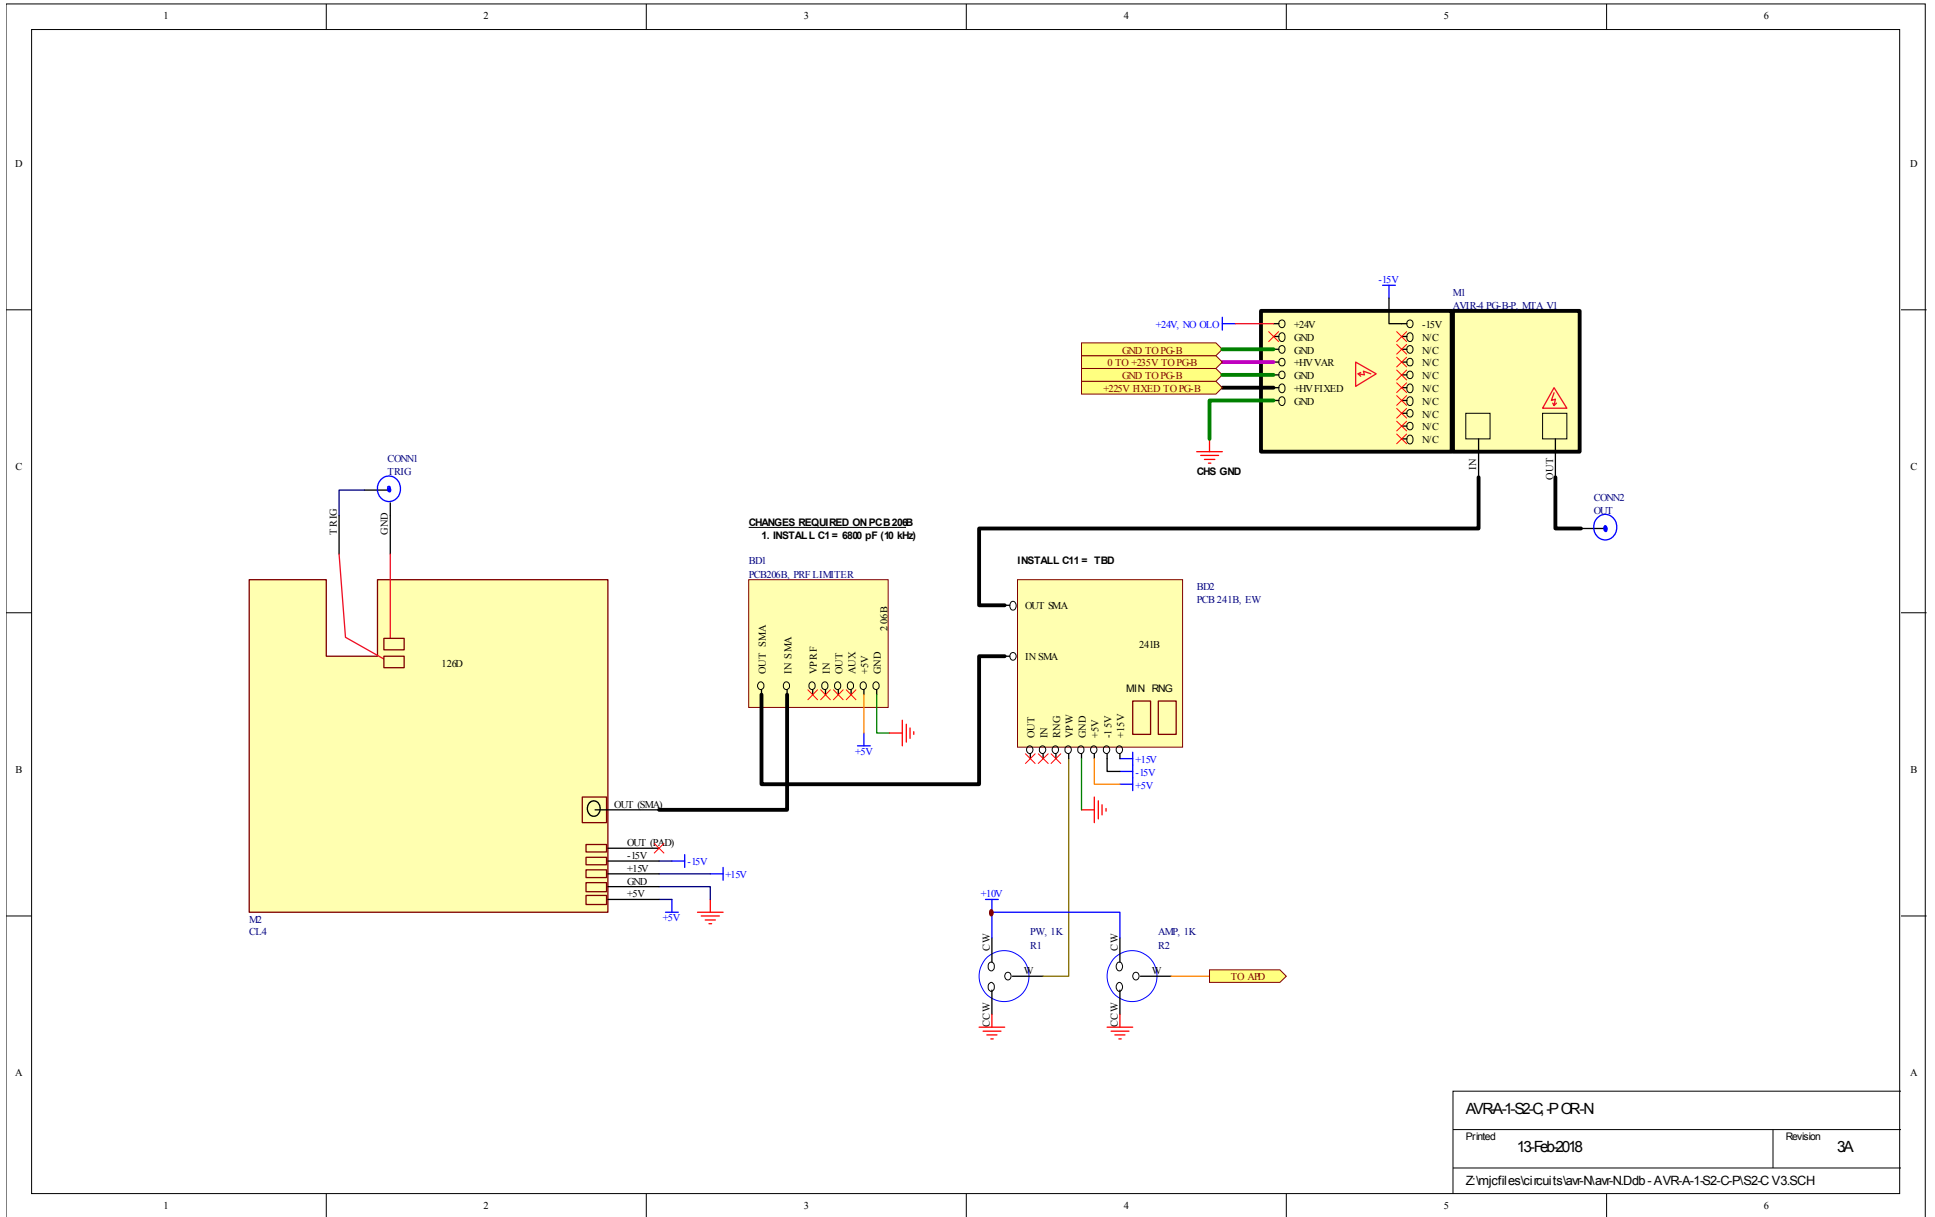 1 2 3 4 5 6
D D
-15V
M1
AVIR-4 PG-B-P, MTA V1
+24V, NO OLO
+24V
GND
GND
+HV VAR
GND
+HV FIXED
GND
-15V
N/C
N/C
N/C
N/C
N/C
N/C
N/C
N/C
N/C
GND TO PG-B
0 TO +235V TO PG-B
GND TO PG-B
+225V FIXED TO PG-B
CHS GND
IN
OUT
C C
CONN1
TRIG
TRIG
GND
CONN2
OUT
CHANGES REQUIRED ON PCB 206B
1. INSTALL C1 = 6800 pF (10 kHz)
BD1
PCB206B, PRF LIMITER
206B
OUT SMA
IN SMA
VPRF
IN
OUT
AUX
+5V
GND
+5V
INSTALL C11 = TBD
BD2
PCB 241B, EW
OUT SMA
IN SMA
241B
MIN RNG
OUT
IN
RNG
VPW
GND
+5V
-15V
+15V
+15V
-15V
+5V
126D
B B
OUT (SMA)
OUT (PAD)
-15V
-15V
+15V
+15V
GND
+5V
+5V
M2
CL4
+10V
PW, 1K
R1
CW
W
CCW
AMP, 1K
R2
CW
W
CCW
TO APD
A A
AVRA-1-S2-C, -P OR -N
Printed 13-Feb-2018
Revision 3A
Z:\mjcfiles\circuits\avr-N\avr-N.Ddb - AVR-A-1-S2-C-P\S2-C V3.SCH
1 2 3 4 5 6